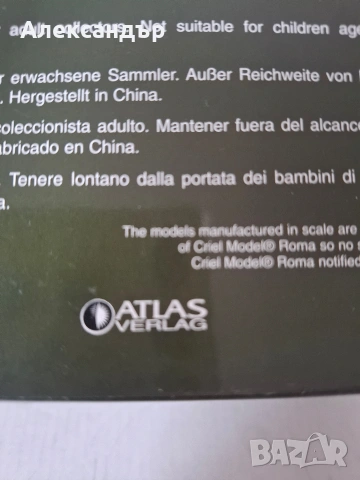 Александър
adult collectors. Not suitable for children
erwachsene Sammler. Außer Reichweite von
. Hergestellt in China.
coleccionista adulto. Mantener fuera del alcance
abricado en China.
. Tenere lontano dalla portata dei bambini di
a.
The models manufactured in scale are
of Criel Model® Roma so no s
Criel Model® Roma notified
ATLAS
VERLAG
BAZAR
bg